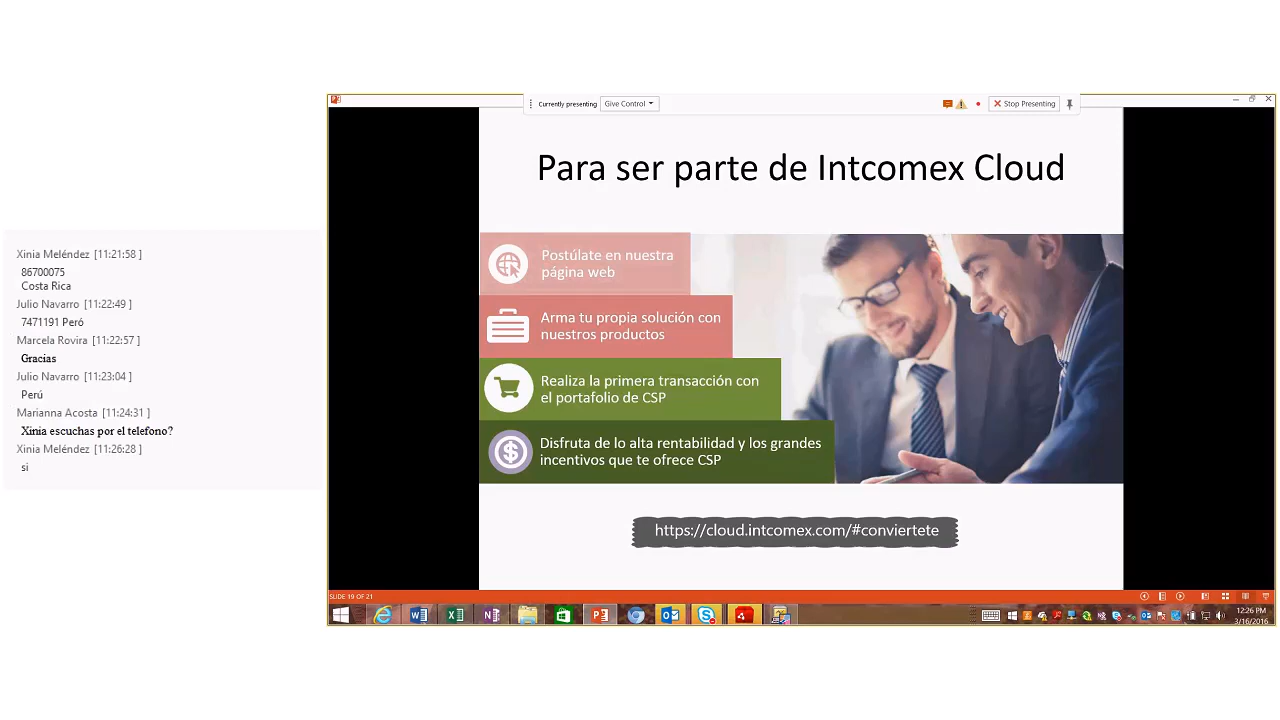 Currently presenting
Give Control
Stop Presenting
Para ser parte de Intcomex Cloud
Xinia Meléndez [11:21:58 ]
86700075
Costa Rica
Julio Navarro [11:22:49 ]
7471191 Peró
Marcela Rovira [11:22:57 ]
Gracias
Julio Navarro [11:23:04 ]
Perú
Marianna Acosta [11:24:31 ]
Xinia escuchas por el telefono?
Xinia Meléndez [11:26:28 ]
si
Postúlate en nuestra
página web
Arma tu propia solución con
nuestros productos
Realiza la primera transacción con
el portafolio de CSP
Disfruta de lo alta rentabilidad y los grandes
incentivos que te ofrece CSP
https://cloud.intcomex.com/#conviertete
SLIDE 19 OF 21
12:26 PM
3/16/2016